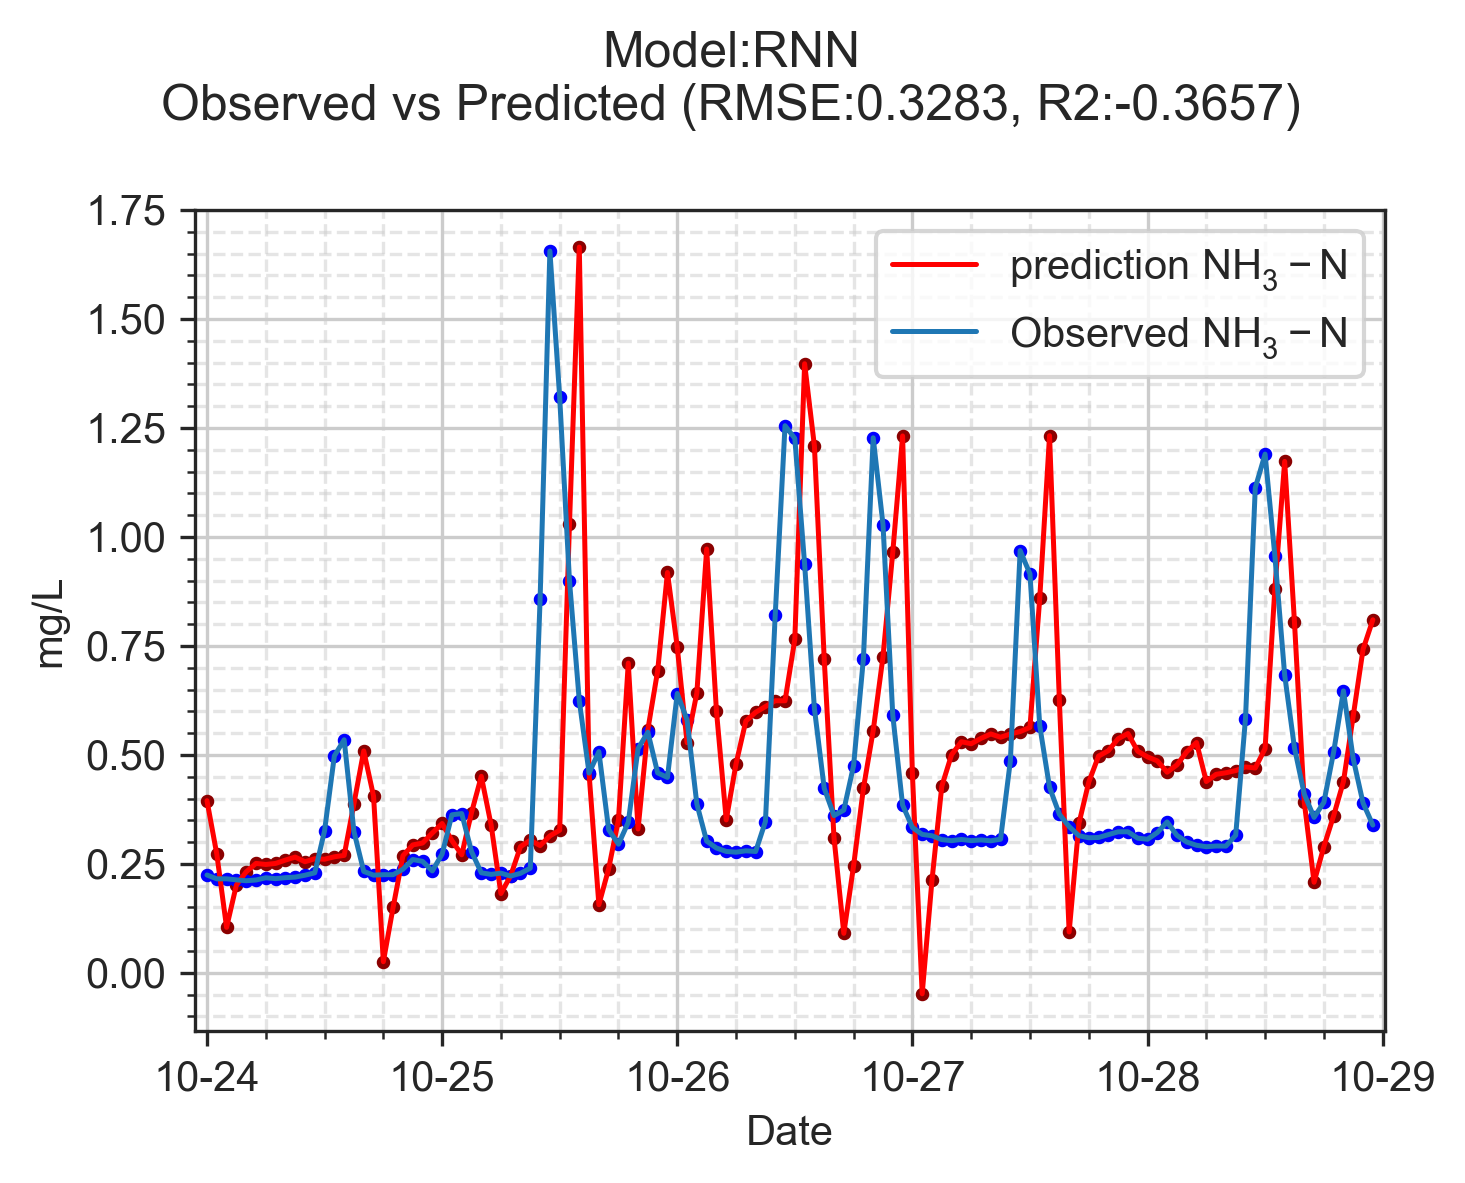 Model:RNN
Observed vs Predicted (RMSE:0.3283, R2:-0.3657)
1.75
1.50
1.25
1.00
0.75
0.50
0.25
0.00
mg/L
prediction NH₃ − N
Observed NH₃ − N
10-24 10-25 10-26 10-27 10-28 10-29
Date